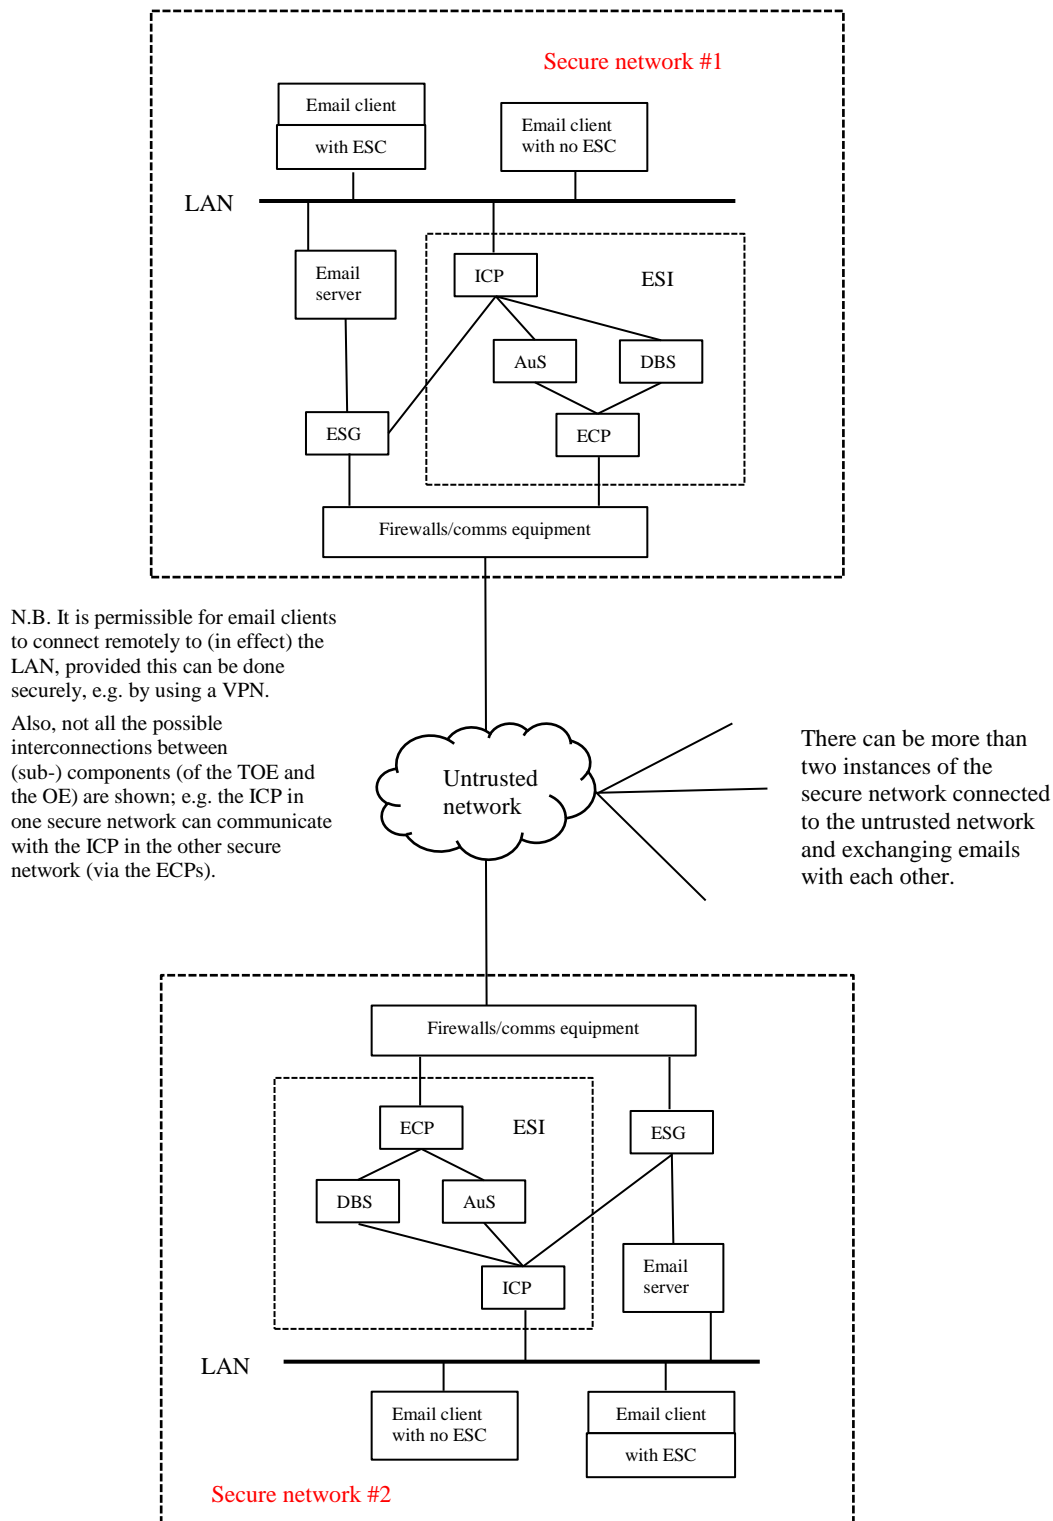 Secure network #1
Email client
with ESC
Email client
with no ESC
LAN
Email
server
ICP
ESI
AuS
DBS
ESG
ECP
Firewalls/comms equipment
N.B. It is permissible for email clients
to connect remotely to (in effect) the
LAN, provided this can be done
securely, e.g. by using a VPN.
Also, not all the possible
interconnections between
(sub-) components (of the TOE and
the OE) are shown; e.g. the ICP in
one secure network can communicate
with the ICP in the other secure
network (via the ECPs).
Untrusted
network
There can be more than
two instances of the
secure network connected
to the untrusted network
and exchanging emails
with each other.
Firewalls/comms equipment
ECP
ESI
ESG
DBS
AuS
Email
server
ICP
LAN
Email client
with no ESC
Email client
with ESC
Secure network #2